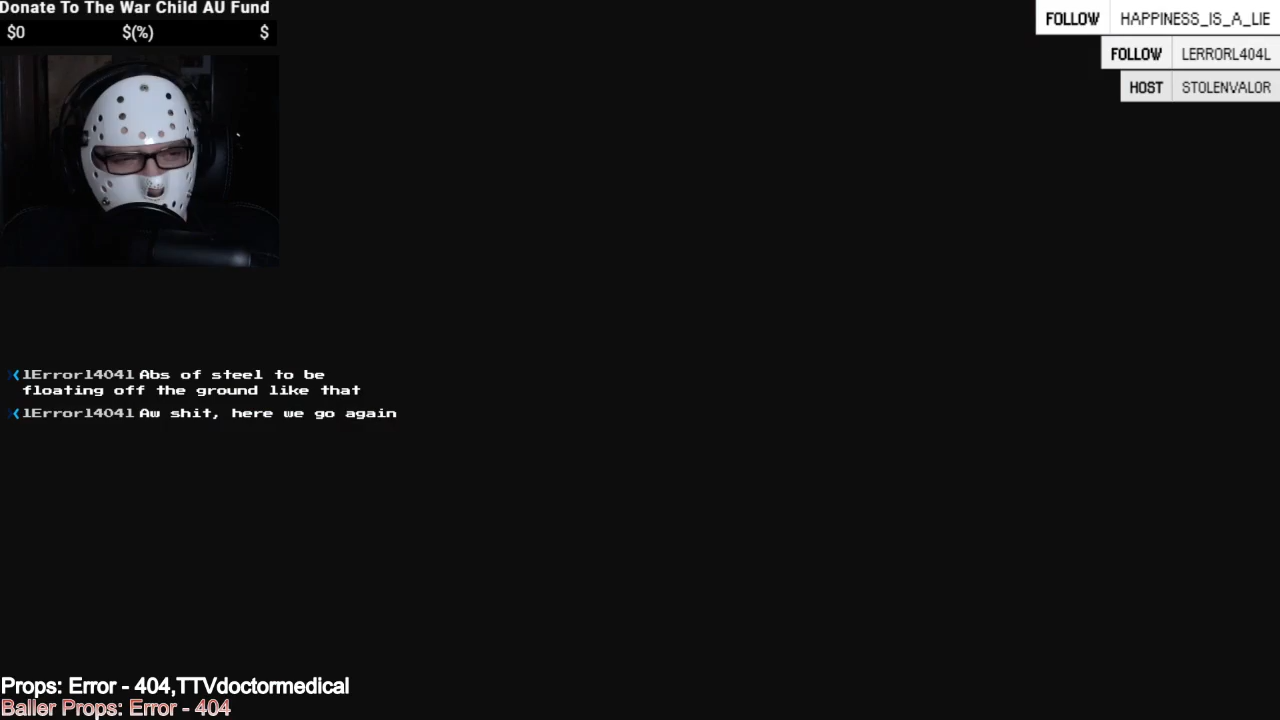 Donate To The War Child AU Fund
$0 $(%) $
FOLLOW HAPPINESS_IS_A_LIE
FOLLOW LERRORL404L
HOST STOLENVALOR
lErrorl404l Abs of steel to be
floating off the ground like that
lErrorl404l Aw shit, here we go again
Props: Error - 404,TTVdoctormedical
Baller Props: Error - 404